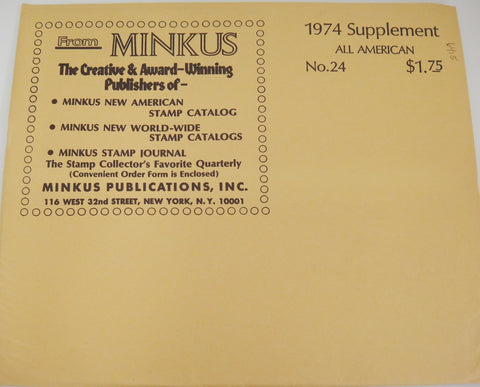 From MINKUS
The Creative & Award-Winning
Publishers of-
• MINKUS NEW AMERICAN
STAMP CATALOG
• MINKUS NEW WORLD-WIDE
STAMP CATALOGS
• MINKUS STAMP JOURNAL
The Stamp Collector's Favorite Quarterly
(Convenient Order Form is Enclosed)
MINKUS PUBLICATIONS, INC.
116 WEST 32nd STREET, NEW YORK, N.Y. 10001
1974 Supplement
ALL AMERICAN
No.24 $1.75